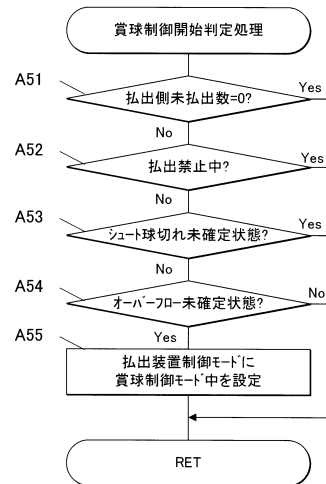 賞球制御開始判定処理
A51
払出側未払出数=0?
Yes
No
A52
払出禁止中?
Yes
No
A53
シュート球切れ未確定状態?
Yes
No
A54
オーバーフロー未確定状態?
No
Yes
A55
払出装置制御モードに
賞球制御モード中を設定
RET